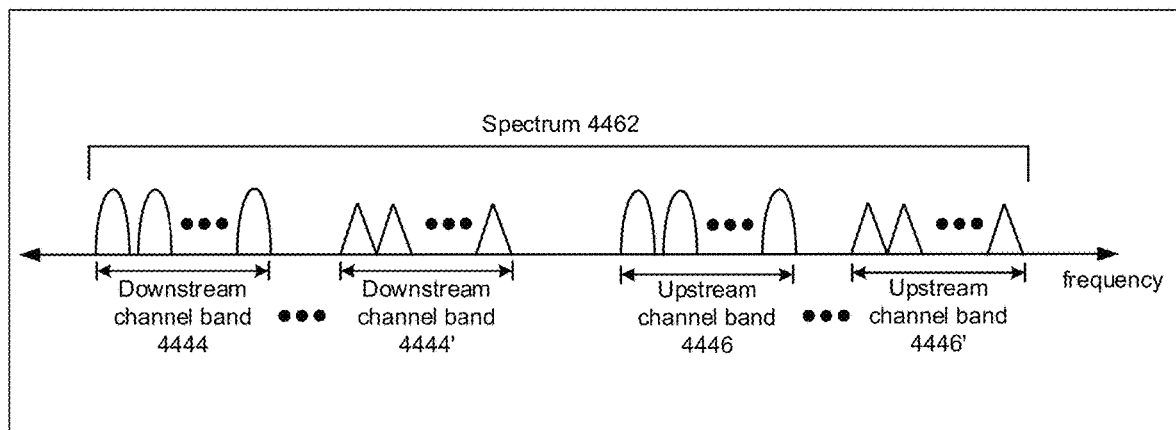 Spectrum 4462
frequency
Downstream
channel band
4444
Downstream
channel band
4444'
Upstream
channel band
4446
Upstream
channel band
4446'